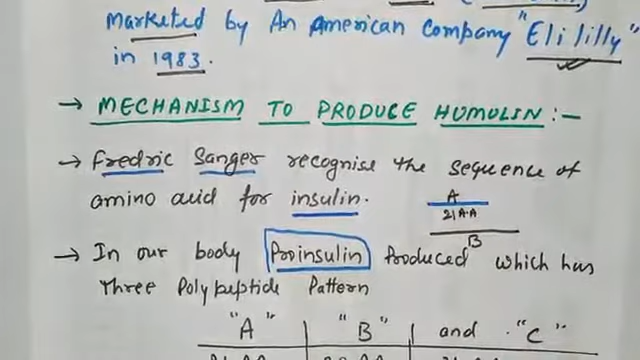 Marketed by An American Company "Eli lilly"
in 1983.
→ MECHANISM TO PRODUCE HUMULIN :-
→ Fredric Sanger recognise the sequence of
amino acid for insulin.
A
21A.A
B
→ In our body Proinsulin Produced which has
three Polypeptide Pattern
"A" "B" and "C"